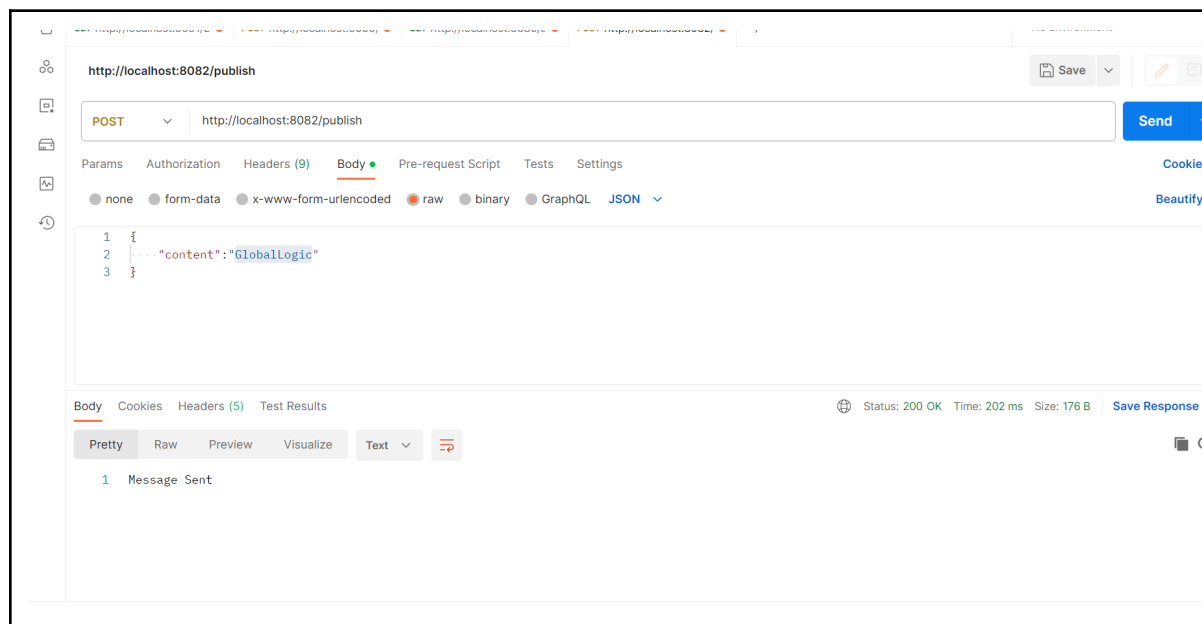 http://localhost:8082/publish
Save
POST http://localhost:8082/publish Send
Params Authorization Headers (9) Body Pre-request Script Tests Settings Cookie
none form-data x-www-form-urlencoded raw binary GraphQL JSON Beautify
1 {
2 "content":"GlobalLogic"
3 }
Body Cookies Headers (5) Test Results Status: 200 OK Time: 202 ms Size: 176 B Save Response
Pretty Raw Preview Visualize Text
1 Message Sent